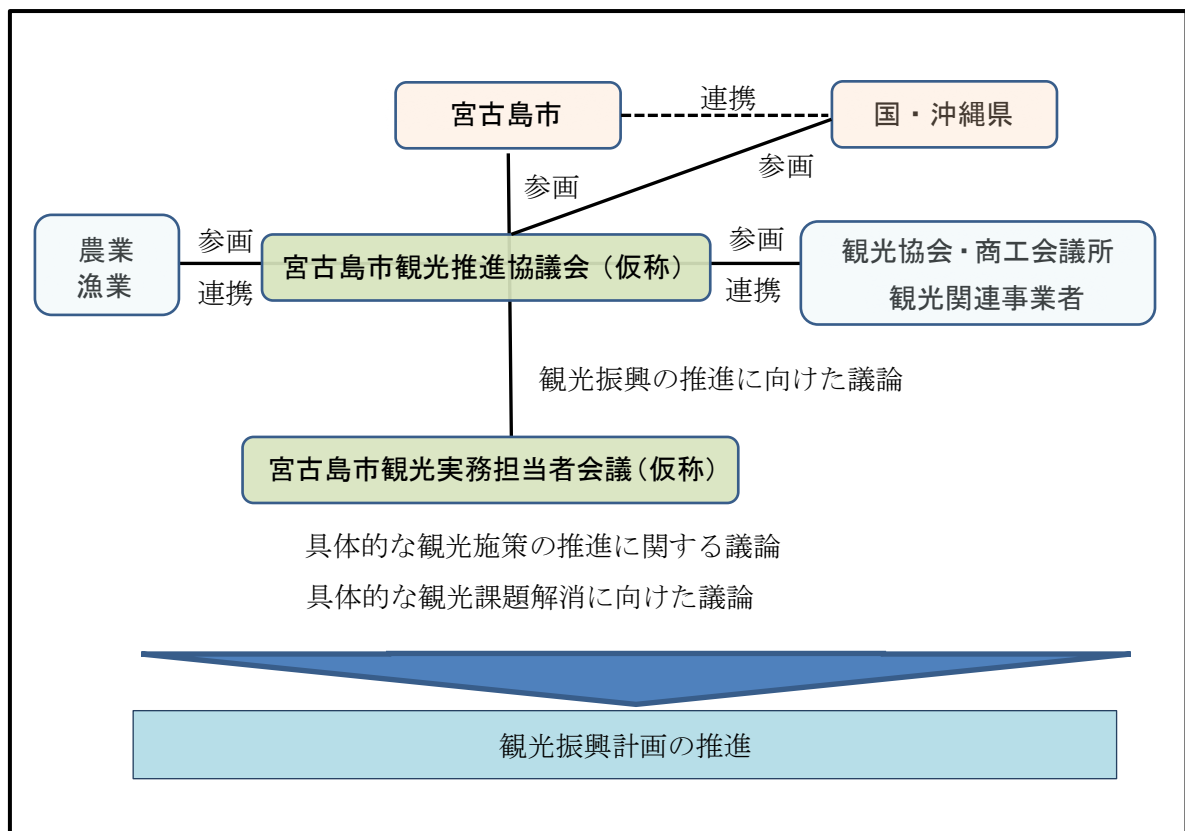 宮古島市
連携
国・沖縄県
参画
参画
農業
漁業
参画
連携
宮古島市観光推進協議会（仮称）
参画
連携
観光協会・商工会議所
観光関連事業者
観光振興の推進に向けた議論
宮古島市観光実務担当者会議（仮称）
具体的な観光施策の推進に関する議論
具体的な観光課題解消に向けた議論
観光振興計画の推進